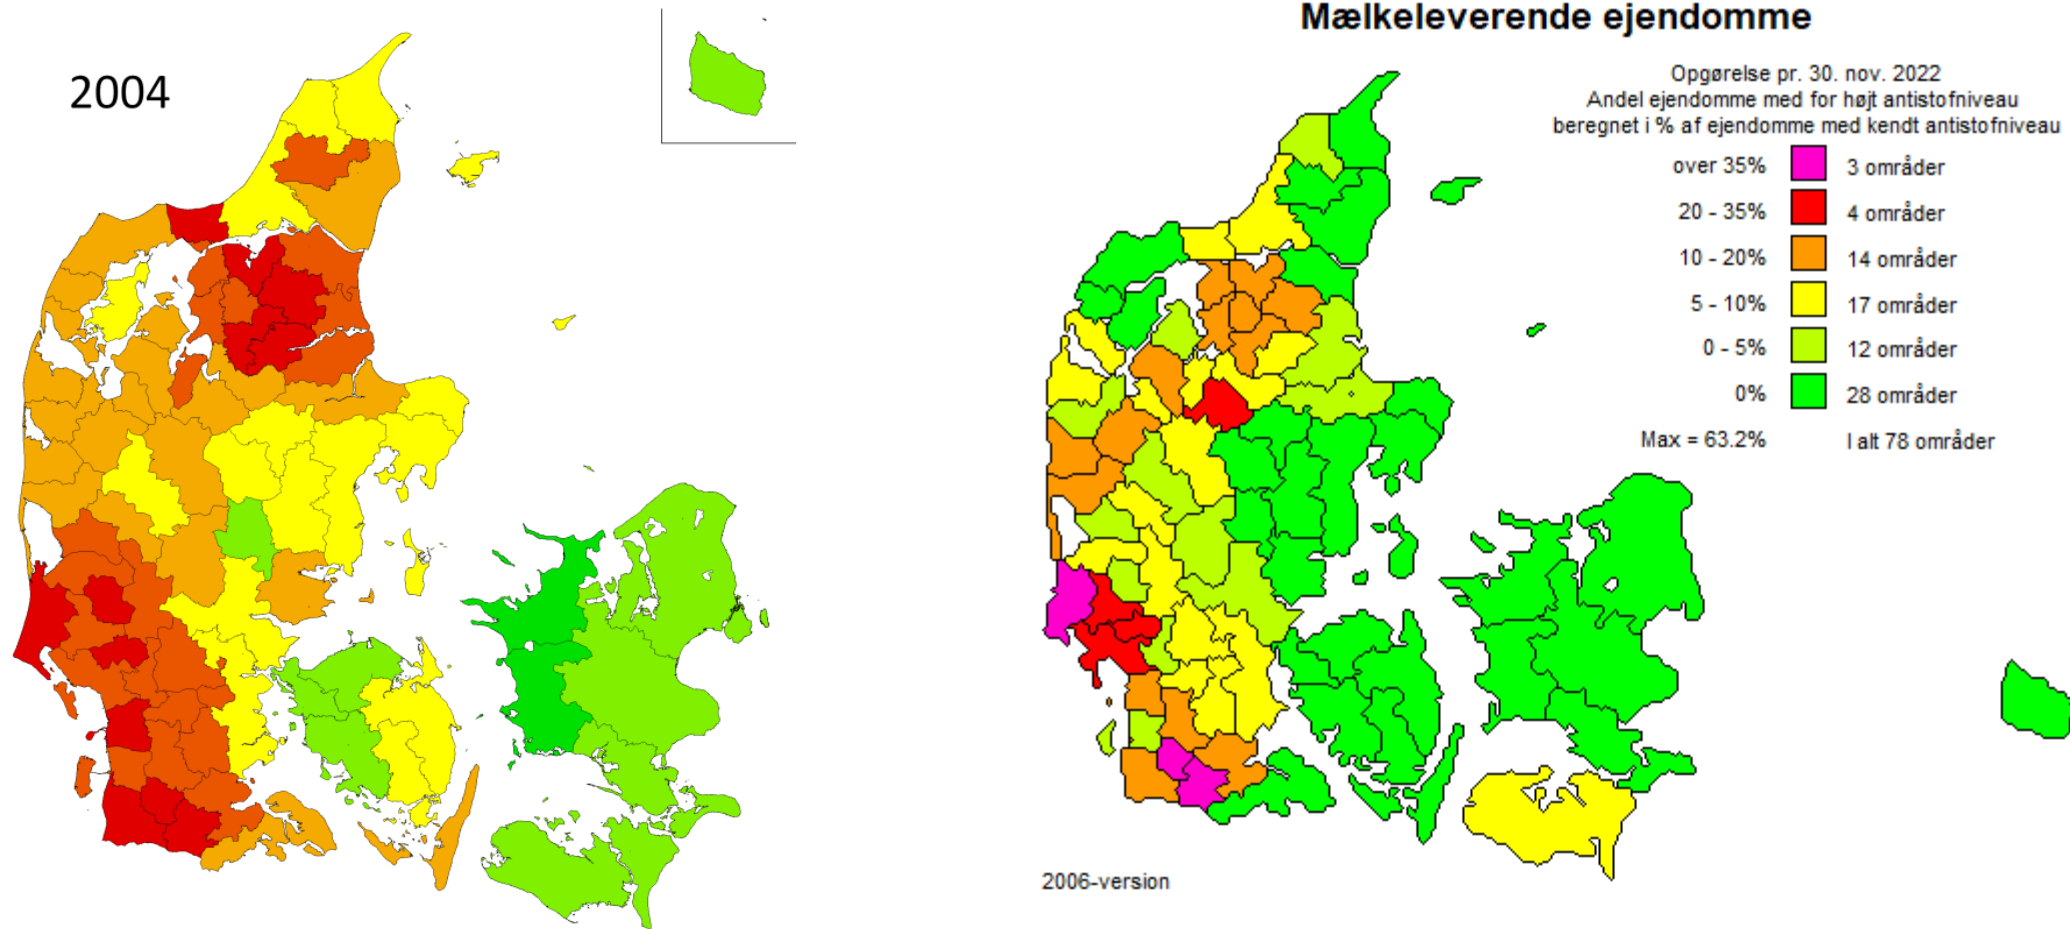 2004
Mælkeleverende ejendomme
Opgørelse pr. 30. nov. 2022
Andel ejendomme med for højt antistofniveau
beregnet i % af ejendomme med kendt antistofniveau
over 35% 3 områder
20 - 35% 4 områder
10 - 20% 14 områder
5 - 10% 17 områder
0 - 5% 12 områder
0% 28 områder
Max = 63.2% I alt 78 områder
2006-version